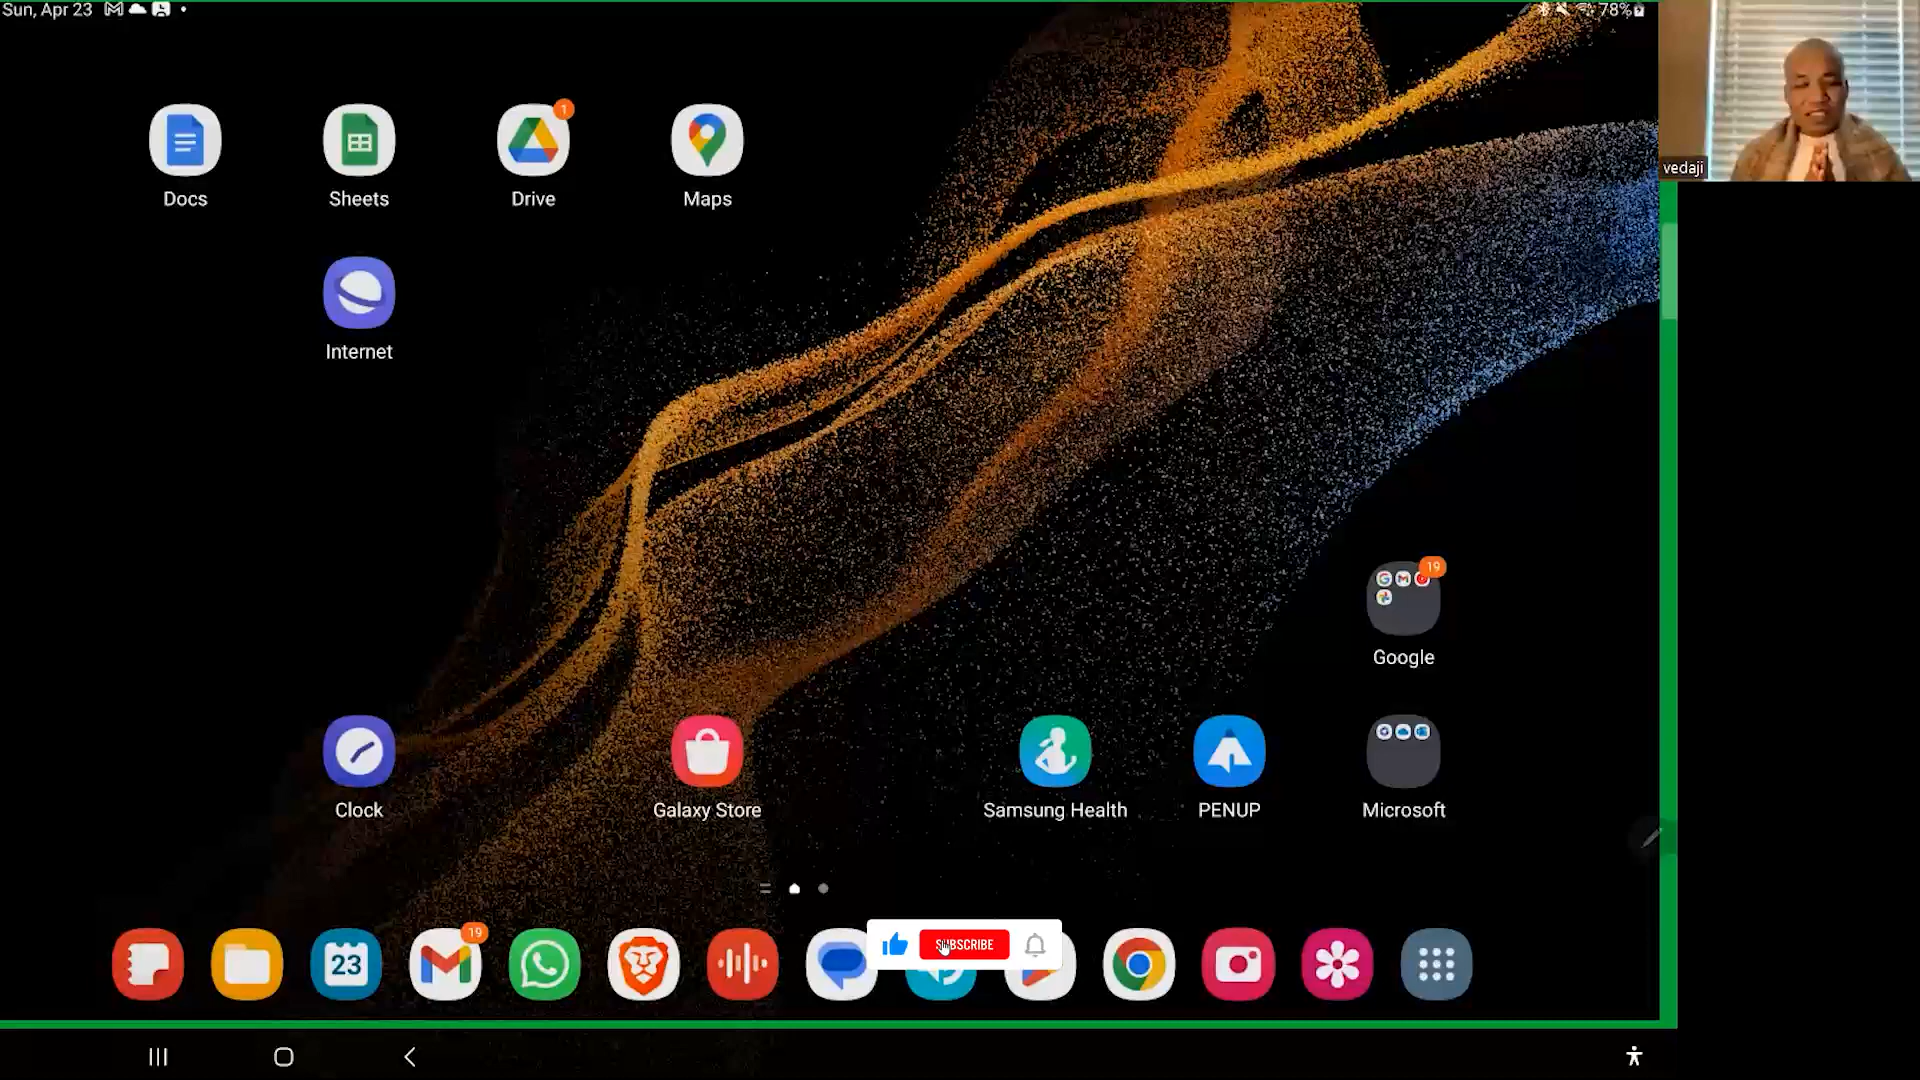 Sun, Apr 23
78%
vedaji
1
Docs
Sheets
Drive
Maps
Internet
19
Google
Clock
Galaxy Store
Samsung Health
PENUP
Microsoft
23
19
SUBSCRIBE